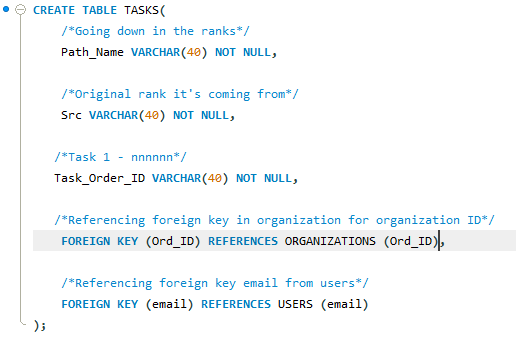 CREATE TABLE TASKS(
/*Going down in the ranks*/
Path_Name VARCHAR(40) NOT NULL,
/*Original rank it's coming from*/
Src VARCHAR(40) NOT NULL,
/*Task 1 - nnnnnn*/
Task_Order_ID VARCHAR(40) NOT NULL,
/*Referencing foreign key in organization for organization ID*/
FOREIGN KEY (Ord_ID) REFERENCES ORGANIZATIONS (Ord_ID),
/*Referencing foreign key email from users*/
FOREIGN KEY (email) REFERENCES USERS (email)
);